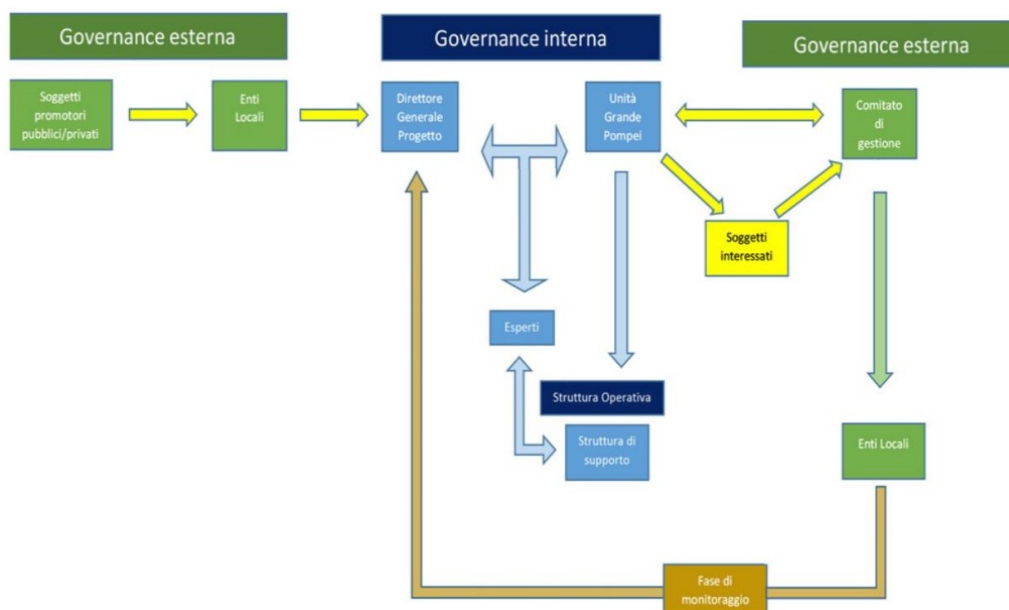 Governance esterna
Governance interna
Governance esterna
Soggetti
promotori
pubblici/privati
Enti
Locali
Direttore
Generale
Progetto
Unità
Grande
Pompei
Comitato
di
gestione
Soggetti
interessati
Esperti
Struttura Operativa
Struttura di
supporto
Enti Locali
Fase di
monitoraggio